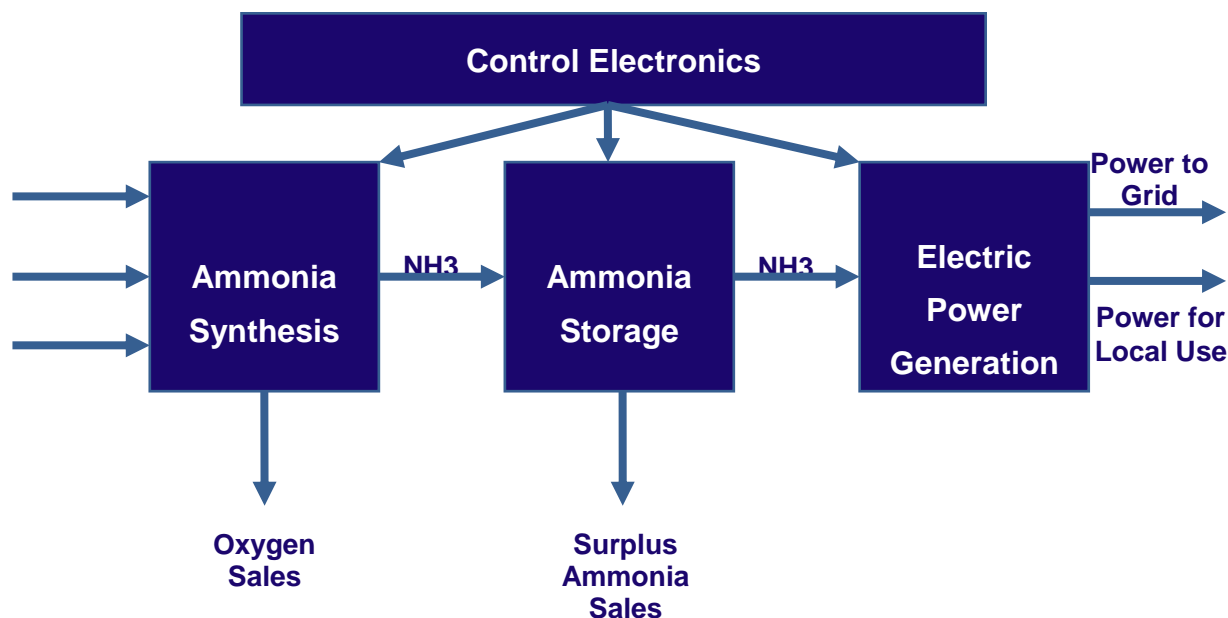 Control Electronics
Power to
Grid
Ammonia
Synthesis
NH3
Ammonia
Storage
NH3
Electric
Power
Generation
Power for
Local Use
Oxygen
Sales
Surplus
Ammonia
Sales